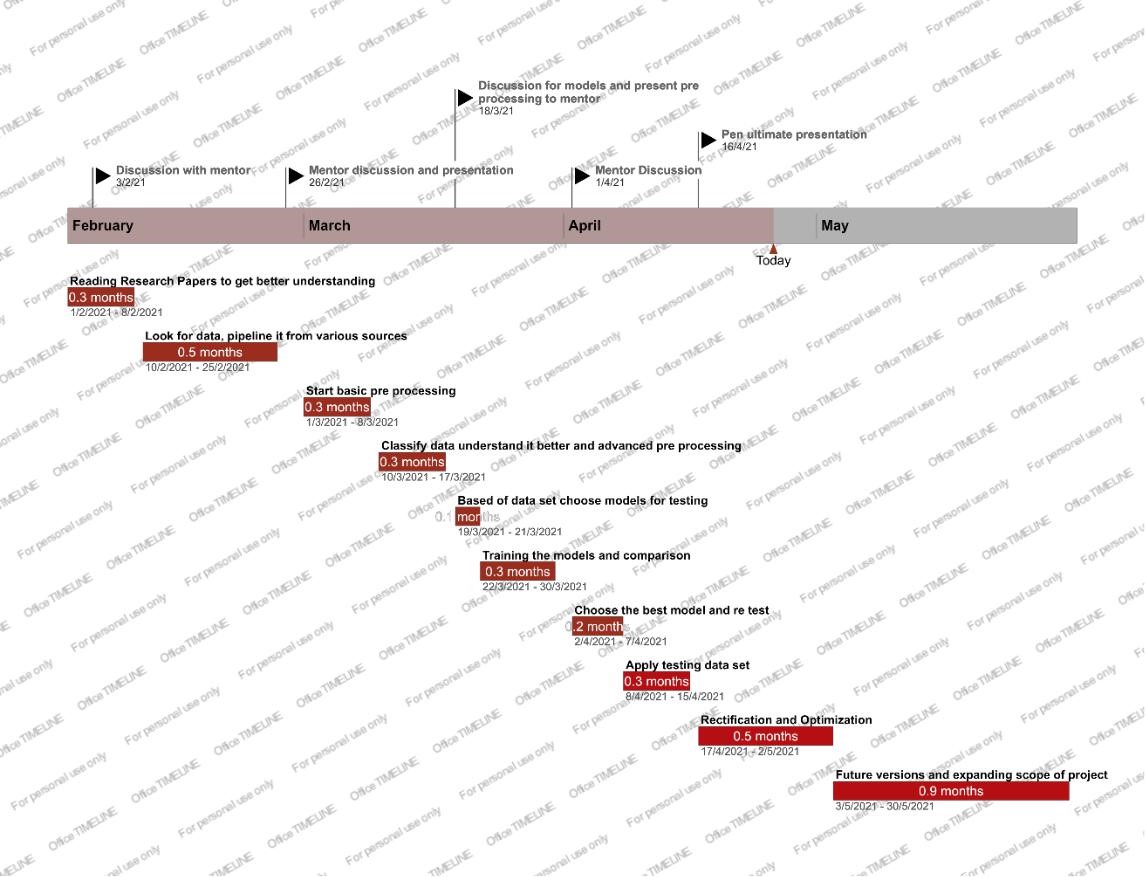 Discussion for models and present pre
processing to mentor
18/3/21
Pen ultimate presentation
16/4/21
Discussion with mentor
3/2/21
Mentor discussion and presentation
26/2/21
Mentor Discussion
1/4/21
February March April May
Today
Reading Research Papers to get better understanding
0.3 months
1/2/2021 - 8/2/2021
Look for data, pipeline it from various sources
0.5 months
10/2/2021 - 25/2/2021
Start basic pre processing
0.3 months
1/3/2021 - 8/3/2021
Classify data understand it better and advanced pre processing
0.3 months
10/3/2021 - 17/3/2021
Based of data set choose models for testing
0.1 months
19/3/2021 - 21/3/2021
Training the models and comparison
0.3 months
22/3/2021 - 30/3/2021
Choose the best model and re test
0.2 months
2/4/2021 - 7/4/2021
Apply testing data set
0.3 months
8/4/2021 - 15/4/2021
Rectification and Optimization
0.5 months
17/4/2021 - 2/5/2021
Future versions and expanding scope of project
0.9 months
3/5/2021 - 30/5/2021
Office TIMELINE
For personal use only